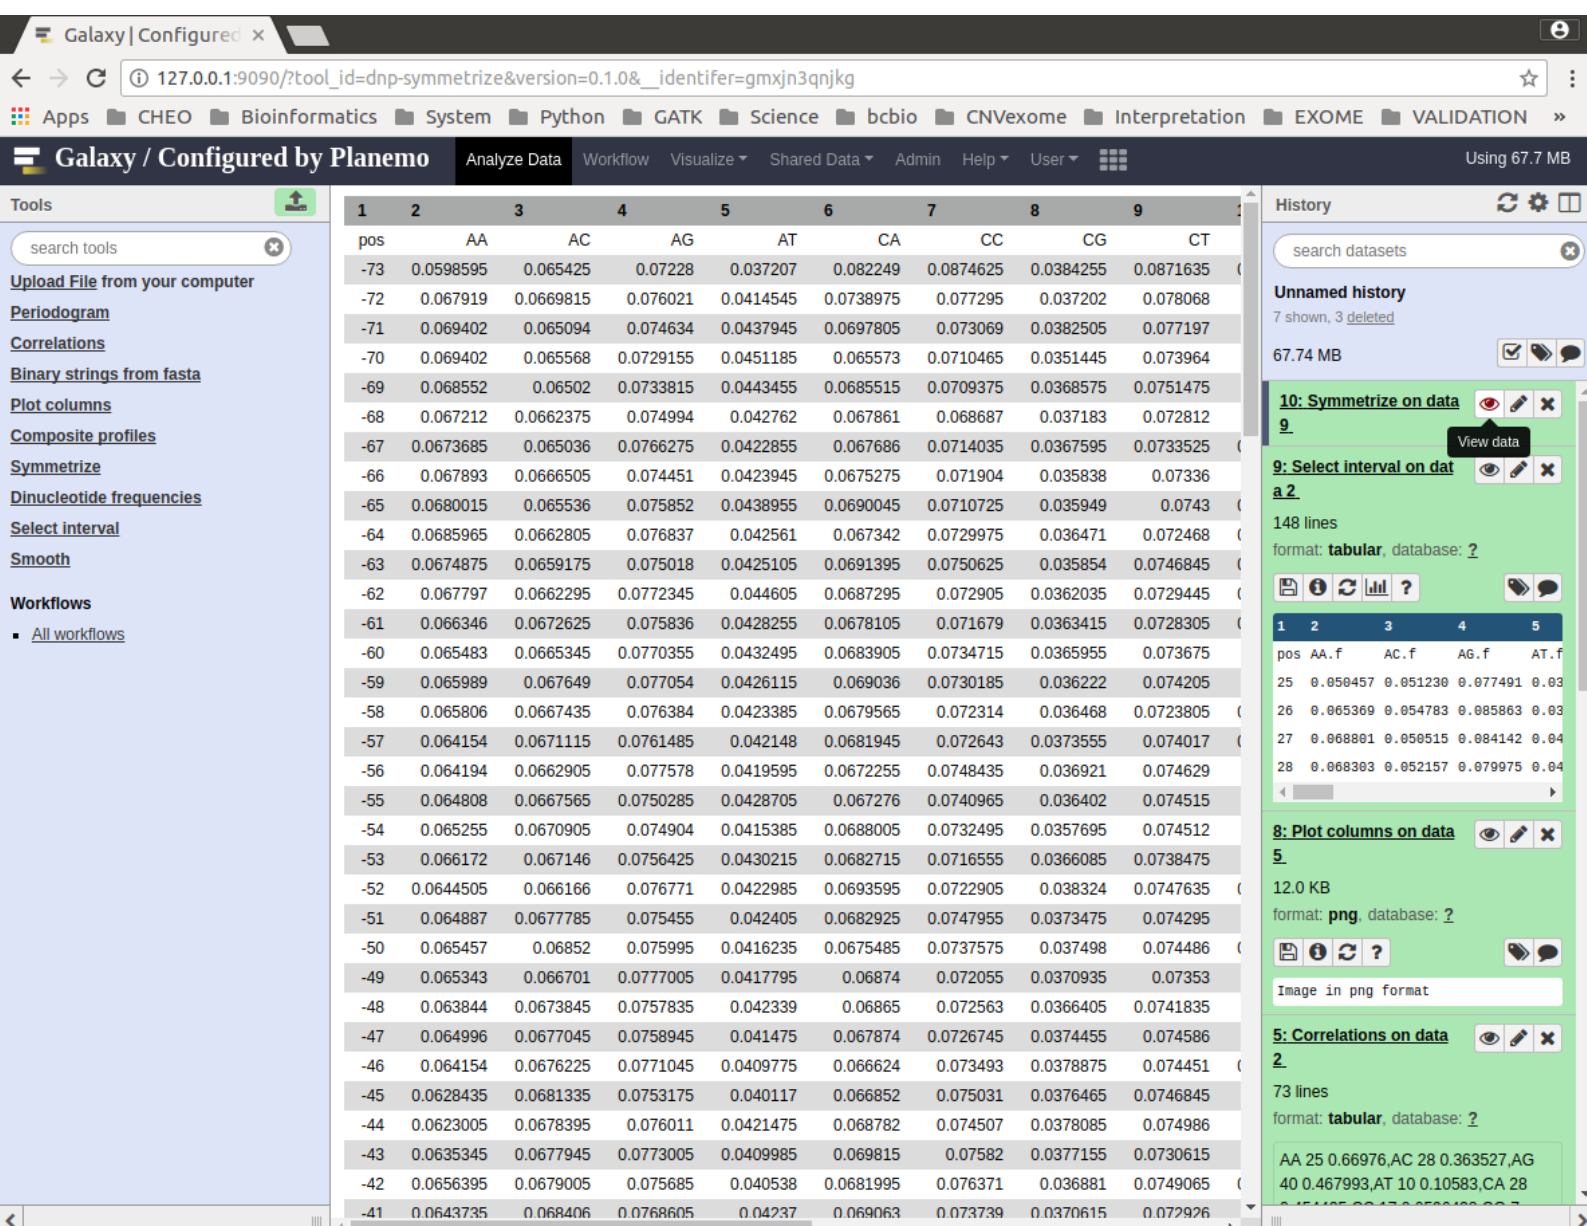 Galaxy | Configured
127.0.0.1:9090/?tool_id=dnp-symmetrize&version=0.1.0&__identifer=gmxjn3qnjkg
Apps CHEO Bioinformatics System Python GATK Science bcbio CNVexome Interpretation EXOME VALIDATION »
Galaxy / Configured by Planemo Analyze Data Workflow Visualize Shared Data Admin Help User Using 67.7 MB
Tools
search tools
Upload File from your computer
Periodogram
Correlations
Binary strings from fasta
Plot columns
Composite profiles
Symmetrize
Dinucleotide frequencies
Select interval
Smooth
Workflows
All workflows
1 2 3 4 5 6 7 8 9
pos AA AC AG AT CA CC CG CT
-73 0.0598595 0.065425 0.07228 0.037207 0.082249 0.0874625 0.0384255 0.0871635
-72 0.067919 0.0669815 0.076021 0.0414545 0.0738975 0.077295 0.037202 0.078068
-71 0.069402 0.065094 0.074634 0.0437945 0.0697805 0.073069 0.0382505 0.077197
-70 0.069402 0.065568 0.0729155 0.0451185 0.065573 0.0710465 0.0351445 0.073964
-69 0.068552 0.06502 0.0733815 0.0443455 0.0685515 0.0709375 0.0368575 0.0751475
-68 0.067212 0.0662375 0.074994 0.042762 0.067861 0.068687 0.037183 0.072812
-67 0.0673685 0.065036 0.0766275 0.0422855 0.067686 0.0714035 0.0367595 0.0733525
-66 0.067893 0.0666505 0.074451 0.0423945 0.0675275 0.071904 0.035838 0.07336
-65 0.0680015 0.065536 0.075852 0.0438955 0.0690045 0.0710725 0.035949 0.0743
-64 0.0685965 0.0662805 0.076837 0.042561 0.067342 0.0729975 0.036471 0.072468
-63 0.0674875 0.0659175 0.075018 0.0425105 0.0691395 0.0750625 0.035854 0.0746845
-62 0.067797 0.0662295 0.0772345 0.044605 0.0687295 0.072905 0.0362035 0.0729445
-61 0.066346 0.0672625 0.075836 0.0428255 0.0678105 0.071679 0.0363415 0.0728305
-60 0.065483 0.0665345 0.0770355 0.0432495 0.0683905 0.0734715 0.0365955 0.073675
-59 0.065989 0.067649 0.077054 0.0426115 0.069036 0.0730185 0.036222 0.074205
-58 0.065806 0.0667435 0.076384 0.0423385 0.0679565 0.072314 0.036468 0.0723805
-57 0.064154 0.0671115 0.0761485 0.042148 0.0681945 0.072643 0.0373555 0.074017
-56 0.064194 0.0662905 0.077578 0.0419595 0.0672255 0.0748435 0.036921 0.074629
-55 0.064808 0.0667565 0.0750285 0.0428705 0.067276 0.0740965 0.036402 0.074515
-54 0.065255 0.0670905 0.074904 0.0415385 0.0688005 0.0732495 0.0357695 0.074512
-53 0.066172 0.067146 0.0756425 0.0430215 0.0682715 0.0716555 0.0366085 0.0738475
-52 0.0644505 0.066166 0.076771 0.0422985 0.0693595 0.0722905 0.038324 0.0747635
-51 0.064887 0.0677785 0.075455 0.042405 0.0682925 0.0747955 0.0373475 0.074295
-50 0.065457 0.06852 0.075995 0.0416235 0.0675485 0.0737575 0.037498 0.074486
-49 0.065343 0.066701 0.0777005 0.0417795 0.06874 0.072055 0.0370935 0.07353
-48 0.063844 0.0673845 0.0757835 0.042339 0.06865 0.072563 0.0366405 0.0741835
-47 0.064996 0.0677045 0.0758945 0.041475 0.067874 0.0726745 0.0374455 0.074586
-46 0.064154 0.0676225 0.0771045 0.0409775 0.066624 0.073493 0.0378875 0.074451
-45 0.0628435 0.0681335 0.0753175 0.040117 0.066852 0.075031 0.0376465 0.0746845
-44 0.0623005 0.0678395 0.076011 0.0421475 0.068782 0.074507 0.0378085 0.074986
-43 0.0635345 0.0677945 0.0773005 0.0409985 0.069815 0.07582 0.0377155 0.0730615
-42 0.0656395 0.0679005 0.075685 0.040538 0.0681995 0.076371 0.036881 0.0749065
-41 0.0643735 0.068406 0.0768605 0.04237 0.069063 0.073739 0.0370615 0.072926
History
search datasets
Unnamed history
7 shown, 3 deleted
67.74 MB
10: Symmetrize on data
9
View data
9: Select interval on dat
a 2
148 lines
format: tabular, database: ?
1 2 3 4 5
pos AA.f AC.f AG.f AT.f
25 0.050457 0.051230 0.077491 0.03
26 0.065369 0.054783 0.085863 0.03
27 0.068801 0.050515 0.084142 0.04
28 0.068303 0.052157 0.079975 0.04
8: Plot columns on data
5
12.0 KB
format: png, database: ?
Image in png format
5: Correlations on data
2
73 lines
format: tabular, database: ?
AA 25 0.66976,AC 28 0.363527,AG
40 0.467993,AT 10 0.10583,CA 28